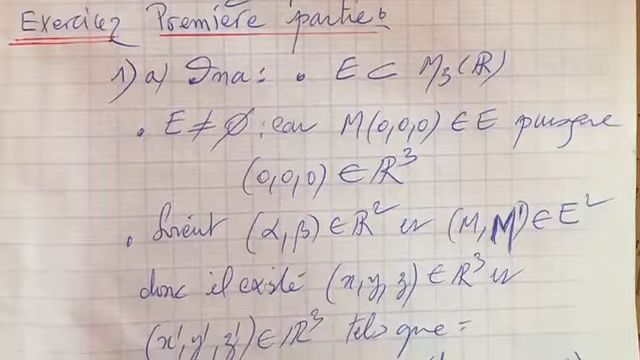 Exercice 2 Première partie
1) a) On a : • E ⊂ M₃(ℝ)
• E ≠ ∅ : car M(0,0,0) ∈ E puisque
(0,0,0) ∈ ℝ³
• Soient (α,β) ∈ ℝ² et (M, M') ∈ E²
donc il existe (x, y, z) ∈ ℝ³ et
(x', y', z') ∈ ℝ³ tels que :